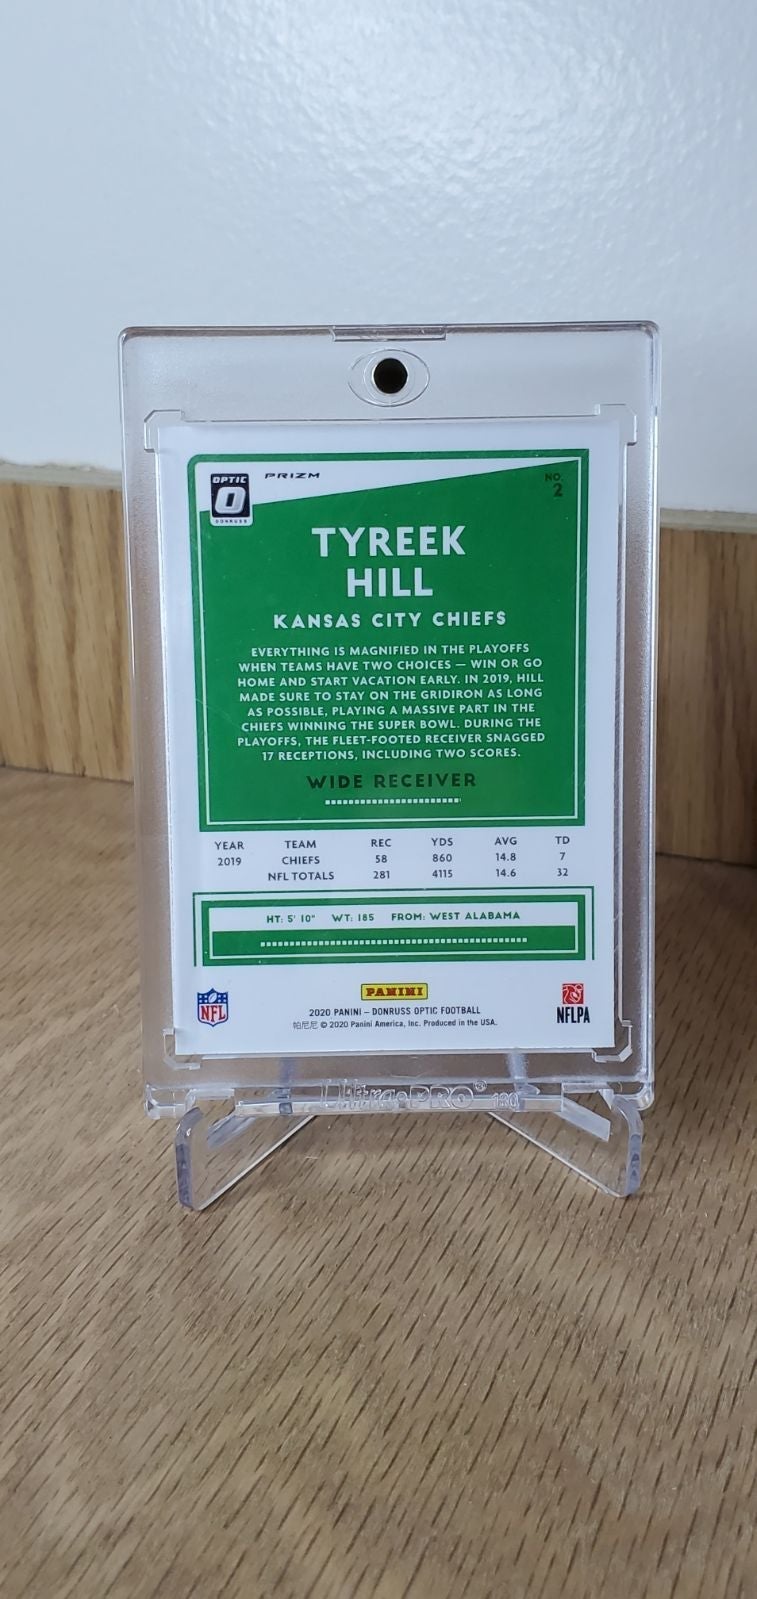 OPTIC
DONRUSS
PRIZM
NO.
2
TYREEK
HILL
KANSAS CITY CHIEFS
EVERYTHING IS MAGNIFIED IN THE PLAYOFFS
WHEN TEAMS HAVE TWO CHOICES — WIN OR GO
HOME AND START VACATION EARLY. IN 2019, HILL
MADE SURE TO STAY ON THE GRIDIRON AS LONG
AS POSSIBLE, PLAYING A MASSIVE PART IN THE
CHIEFS WINNING THE SUPER BOWL. DURING THE
PLAYOFFS, THE FLEET-FOOTED RECEIVER SNAGGED
17 RECEPTIONS, INCLUDING TWO SCORES.
WIDE RECEIVER
YEAR TEAM REC YDS AVG TD
2019 CHIEFS 58 860 14.8 7
NFL TOTALS 281 4115 14.6 32
HT: 5' 10" WT: 185 FROM: WEST ALABAMA
NFL
PANINI
2020 PANINI – DONRUSS OPTIC FOOTBALL
帕尼尼 © 2020 Panini America, Inc. Produced in the USA.
NFLPA
Ultra•PRO® 180